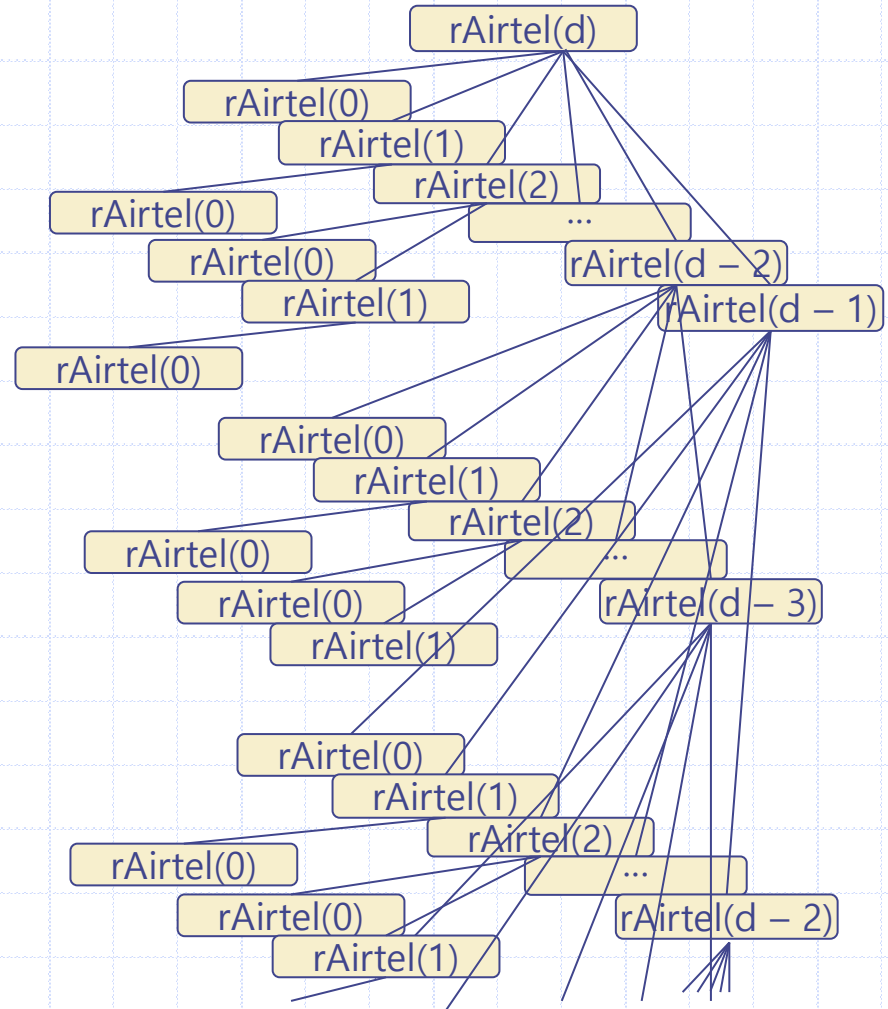 rAirtel(d)
rAirtel(0)
rAirtel(1)
rAirtel(2)
rAirtel(0)
...
rAirtel(0)
rAirtel(d – 2)
rAirtel(1)
rAirtel(d – 1)
rAirtel(0)
rAirtel(0)
rAirtel(1)
rAirtel(2)
rAirtel(0)
...
rAirtel(0)
rAirtel(d – 3)
rAirtel(1)
rAirtel(0)
rAirtel(1)
rAirtel(2)
rAirtel(0)
...
rAirtel(0)
rAirtel(d – 2)
rAirtel(1)